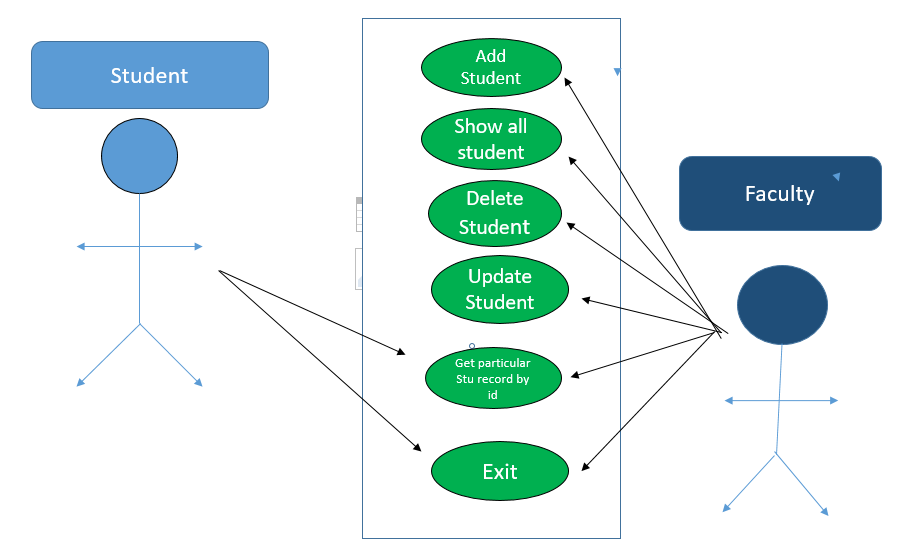 Student
Add
Student
Show all
student
Delete
Student
Update
Student
Get particular
Stu record by
id
Exit
Faculty